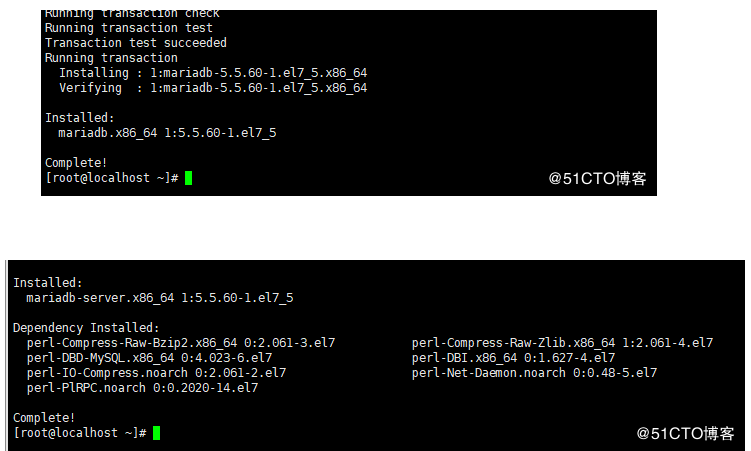 Running transaction check
Running transaction test
Transaction test succeeded
Running transaction
Installing : 1:mariadb-5.5.60-1.el7_5.x86_64
Verifying  : 1:mariadb-5.5.60-1.el7_5.x86_64
Installed:
mariadb.x86_64 1:5.5.60-1.el7_5
Complete!
[root@localhost ~]#
@51CTO博客
Installed:
mariadb-server.x86_64 1:5.5.60-1.el7_5
Dependency Installed:
perl-Compress-Raw-Bzip2.x86_64 0:2.061-3.el7 perl-Compress-Raw-Zlib.x86_64 1:2.061-4.el7
perl-DBD-MySQL.x86_64 0:4.023-6.el7 perl-DBI.x86_64 0:1.627-4.el7
perl-IO-Compress.noarch 0:2.061-2.el7 perl-Net-Daemon.noarch 0:0.48-5.el7
perl-PlRPC.noarch 0:0.2020-14.el7
Complete!
[root@localhost ~]#
@51CTO博客